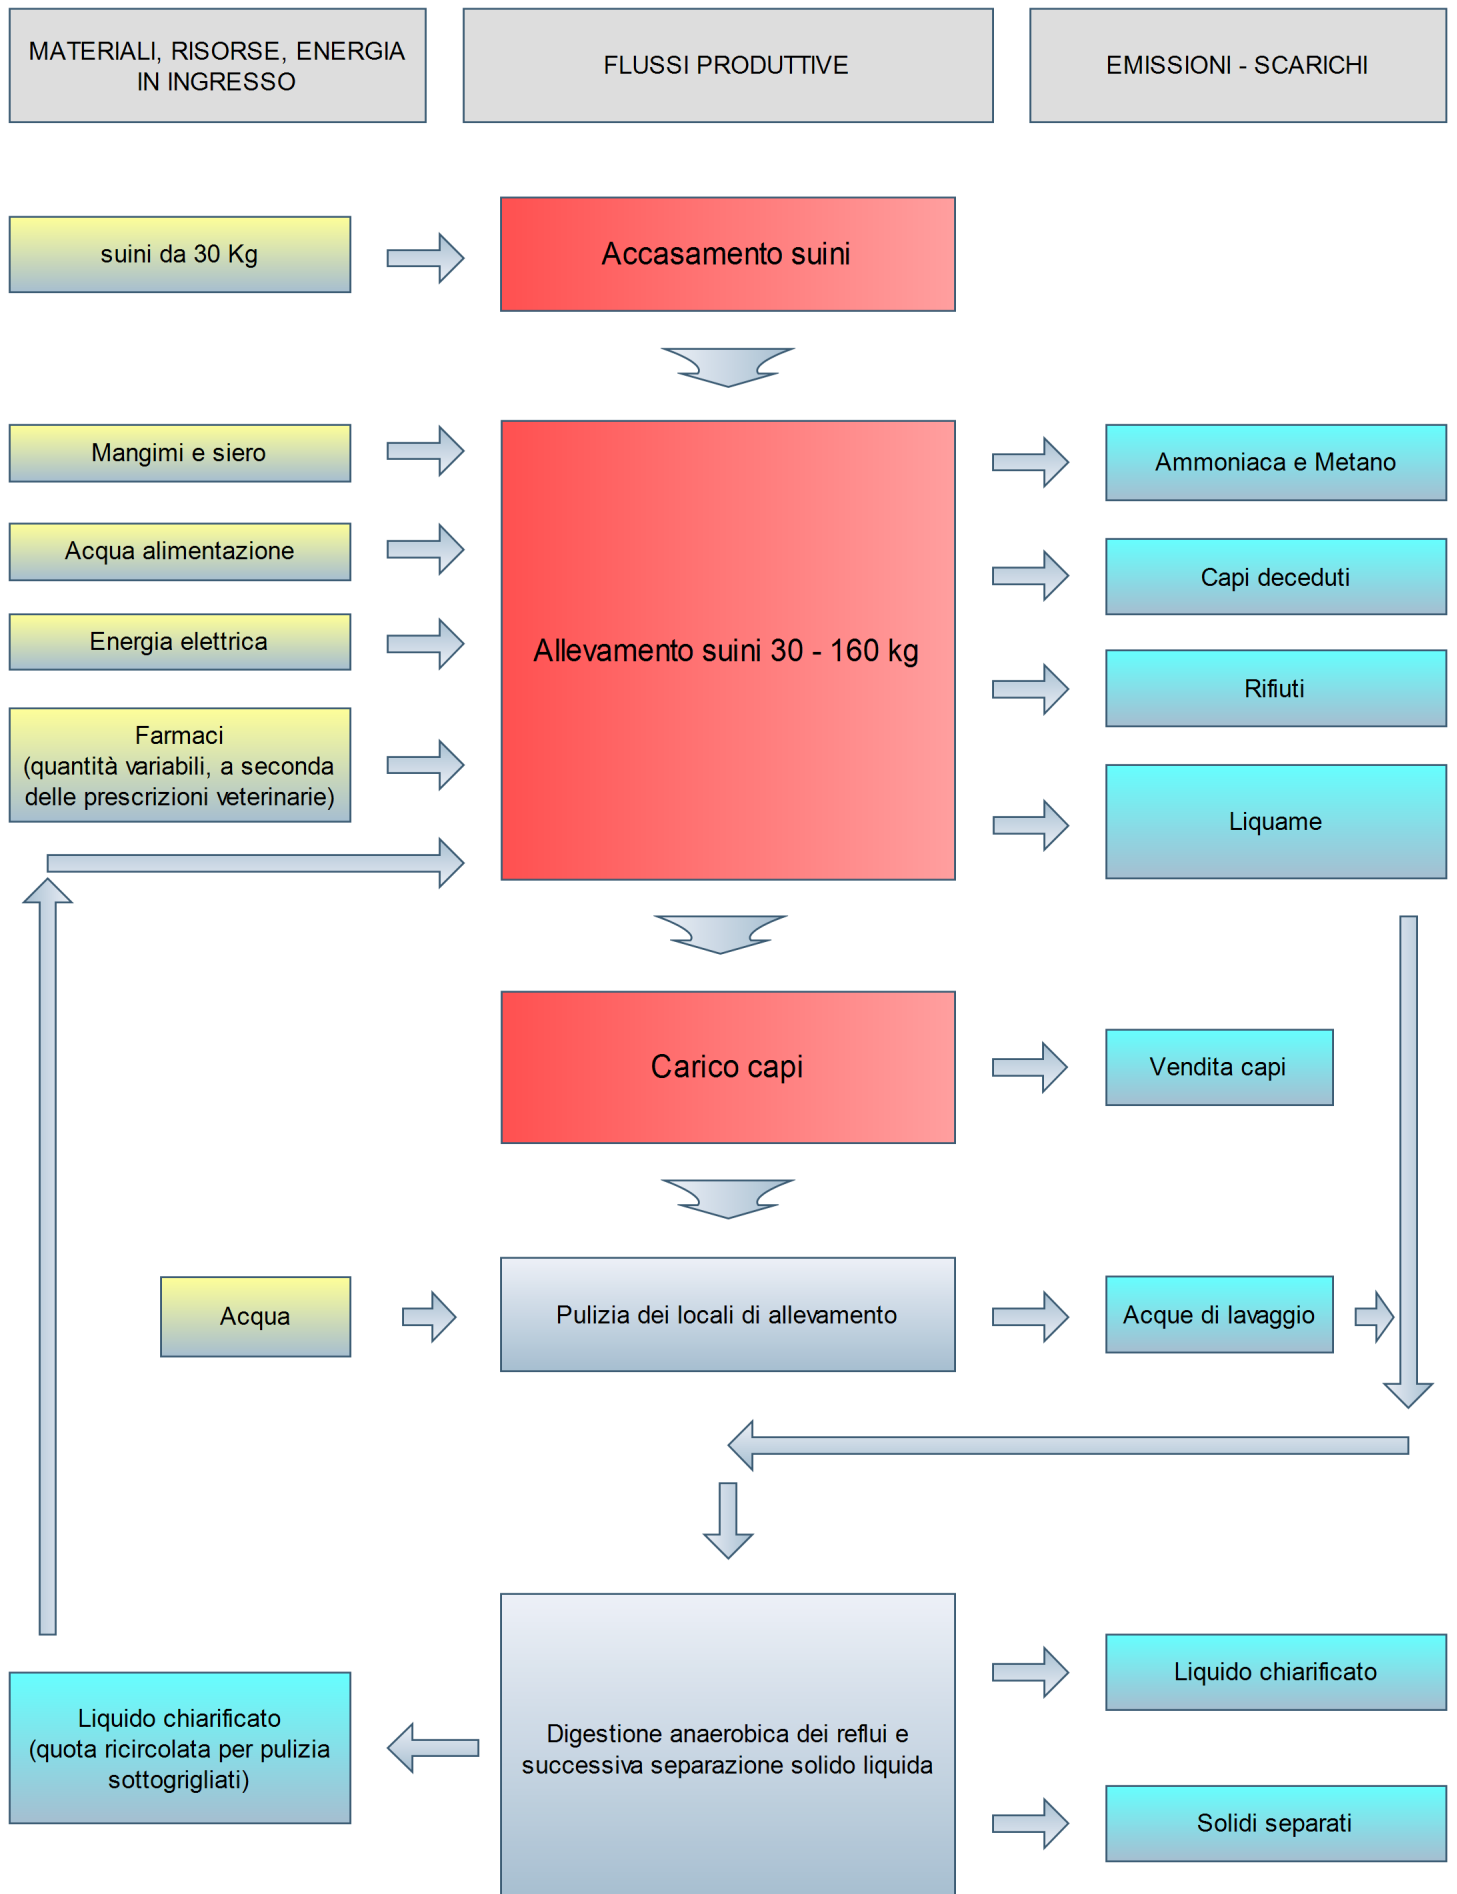 MATERIALI, RISORSE, ENERGIA
IN INGRESSO
FLUSSI PRODUTTIVE
EMISSIONI - SCARICHI
suini da 30 Kg
Accasamento suini
Mangimi e siero
Acqua alimentazione
Energia elettrica
Farmaci
(quantità variabili, a seconda
delle prescrizioni veterinarie)
Allevamento suini 30 - 160 kg
Ammoniaca e Metano
Capi deceduti
Rifiuti
Liquame
Carico capi
Vendita capi
Acqua
Pulizia dei locali di allevamento
Acque di lavaggio
Liquido chiarificato
(quota ricircolata per pulizia
sottogrigliati)
Digestione anaerobica dei reflui e
successiva separazione solido liquida
Liquido chiarificato
Solidi separati